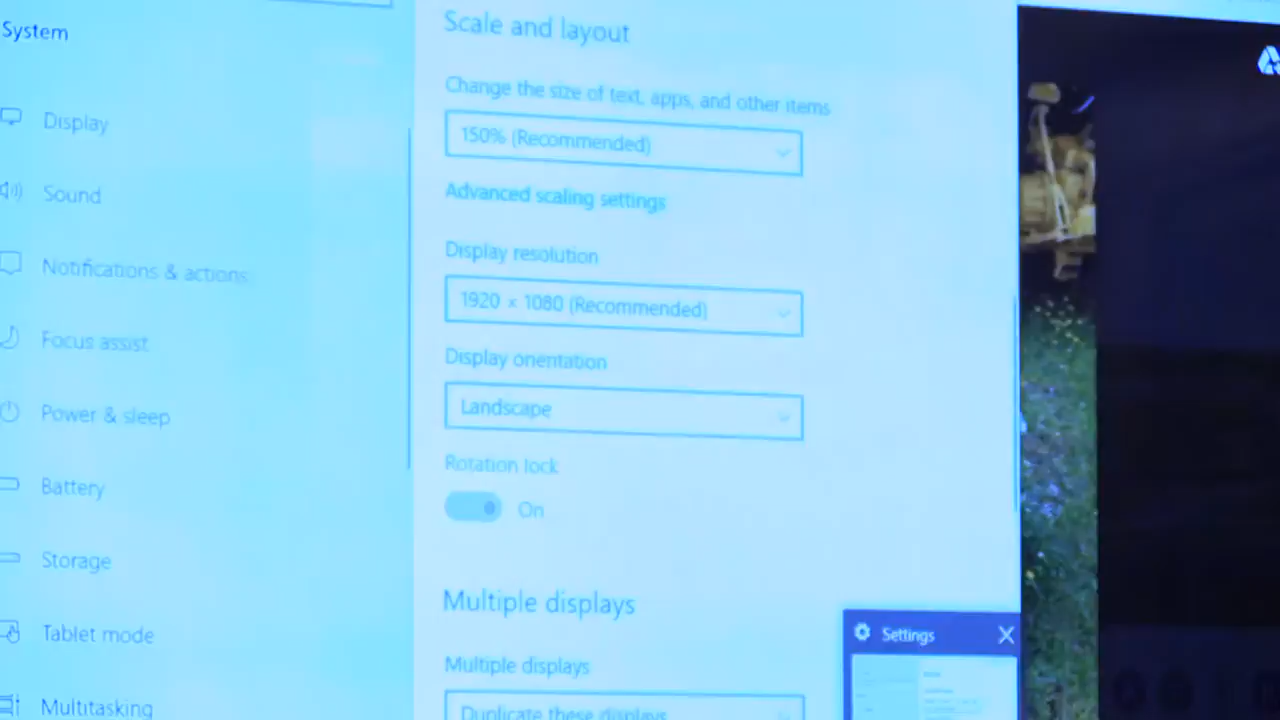 System
Display
Sound
Notifications & actions
Focus assist
Power & sleep
Battery
Storage
Tablet mode
Multitasking
Scale and layout
Change the size of text, apps, and other items
150% (Recommended)
Advanced scaling settings
Display resolution
1920 × 1080 (Recommended)
Display orientation
Landscape
Rotation lock
On
Multiple displays
Multiple displays
Duplicate these displays
Settings